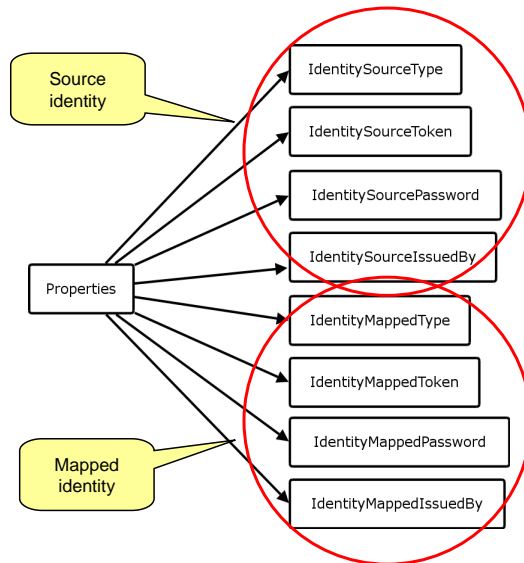 Source
identity
IdentitySourceType
IdentitySourceToken
IdentitySourcePassword
IdentitySourceIssuedBy
Properties
IdentityMappedType
IdentityMappedToken
IdentityMappedPassword
Mapped
identity
IdentityMappedIssuedBy